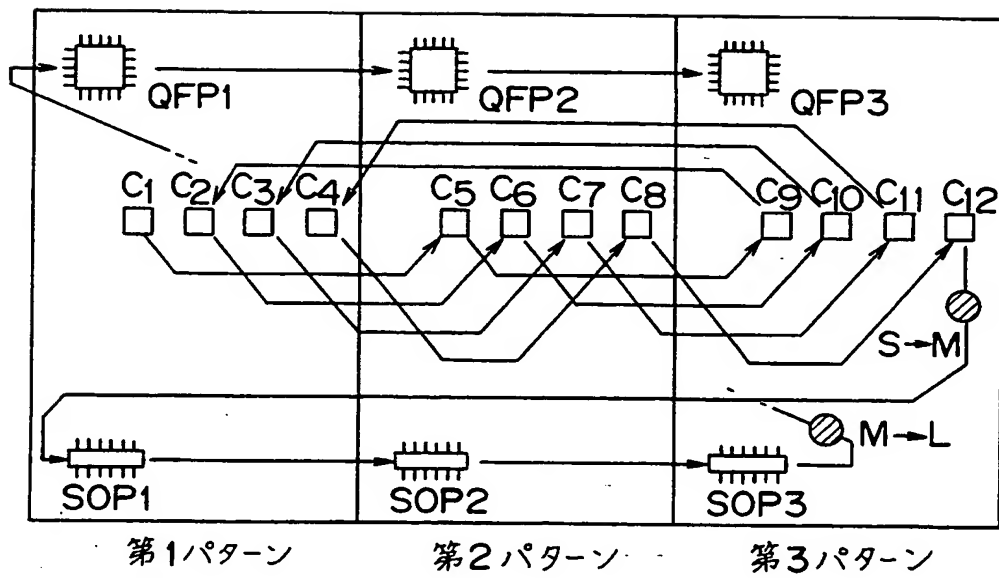 QFP1 QFP2 QFP3
C1 C2 C3 C4 C5 C6 C7 C8 C9 C10 C11 C12
S→M
M→L
SOP1 SOP2 SOP3
第1パターン 第2パターン 第3パターン